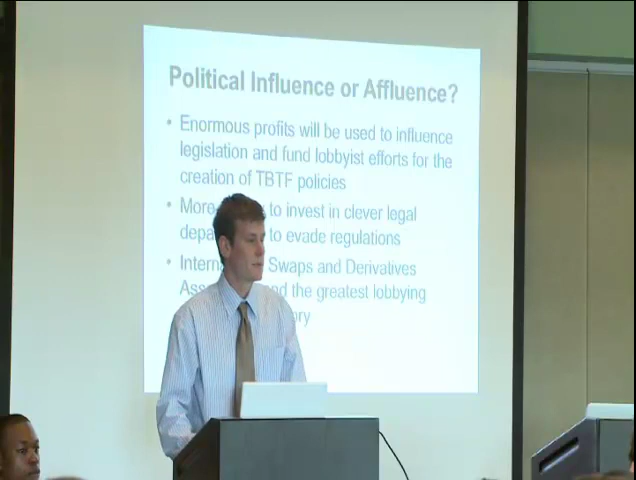 Political Influence or Affluence?
• Enormous profits will be used to influence
legislation and fund lobbyist efforts for the
creation of TBTF policies
• More to invest in clever legal
depa to evade regulations
• Intern Swaps and Derivatives
Ass nd the greatest lobbying
ory